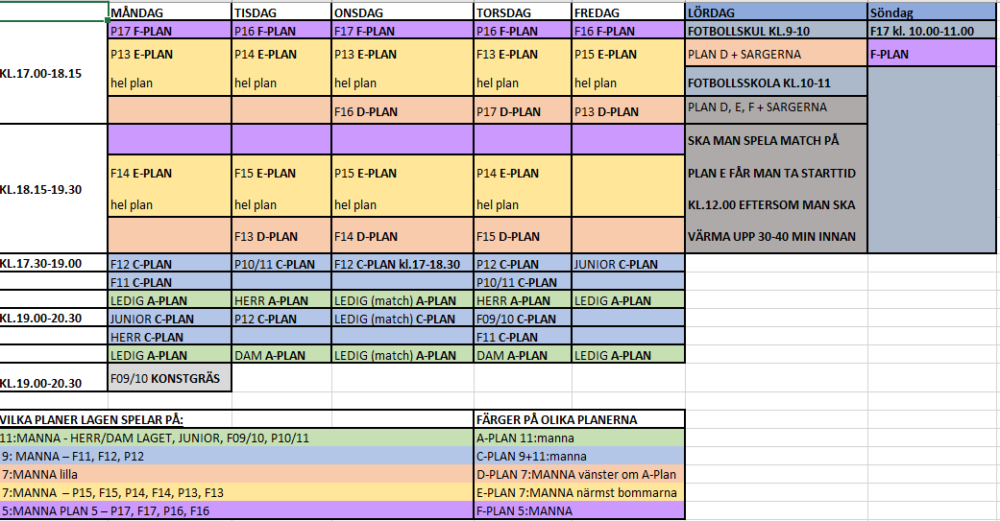 MÅNDAG TISDAG ONSDAG TORSDAG FREDAG LÖRDAG Söndag
P17 F-PLAN P16 F-PLAN F17 F-PLAN P16 F-PLAN F16 F-PLAN FOTBOLLSKUL KL.9-10 F17 kl. 10.00-11.00
KL.17.00-18.15 P13 E-PLAN P14 E-PLAN P13 E-PLAN F13 E-PLAN P15 E-PLAN PLAN D + SARGERNA F-PLAN
hel plan hel plan hel plan hel plan hel plan FOTBOLLSSKOLA KL.10-11
F16 D-PLAN P17 D-PLAN P13 D-PLAN PLAN D, E, F + SARGERNA
SKA MAN SPELA MATCH PÅ
KL.18.15-19.30 F14 E-PLAN F15 E-PLAN P15 E-PLAN P14 E-PLAN PLAN E FÅR MAN TA STARTTID
hel plan hel plan hel plan hel plan KL.12.00 EFTERSOM MAN SKA
F13 D-PLAN F14 D-PLAN F15 D-PLAN VÄRMA UPP 30-40 MIN INNAN
KL.17.30-19.00 F12 C-PLAN P10/11 C-PLAN F12 C-PLAN kl.17-18.30 P12 C-PLAN JUNIOR C-PLAN
F11 C-PLAN P10/11 C-PLAN
LEDIG A-PLAN HERR A-PLAN LEDIG (match) A-PLAN HERR A-PLAN LEDIG A-PLAN
KL.19.00-20.30 JUNIOR C-PLAN P12 C-PLAN LEDIG (match) C-PLAN F09/10 C-PLAN
HERR C-PLAN F11 C-PLAN
LEDIG A-PLAN DAM A-PLAN LEDIG (match) A-PLAN DAM A-PLAN LEDIG A-PLAN
KL.19.00-20.30 F09/10 KONSTGRÄS
VILKA PLANER LAGEN SPELAR PÅ: FÄRGER PÅ OLIKA PLANERNA
11:MANNA - HERR/DAM LAGET, JUNIOR, F09/10, P10/11 A-PLAN 11:manna
9: MANNA – F11, F12, P12 C-PLAN 9+11:manna
7:MANNA lilla D-PLAN 7:MANNA vänster om A-Plan
7:MANNA – P15, F15, P14, F14, P13, F13 E-PLAN 7:MANNA närmst bommarna
5:MANNA PLAN 5 – P17, F17, P16, F16 F-PLAN 5:MANNA